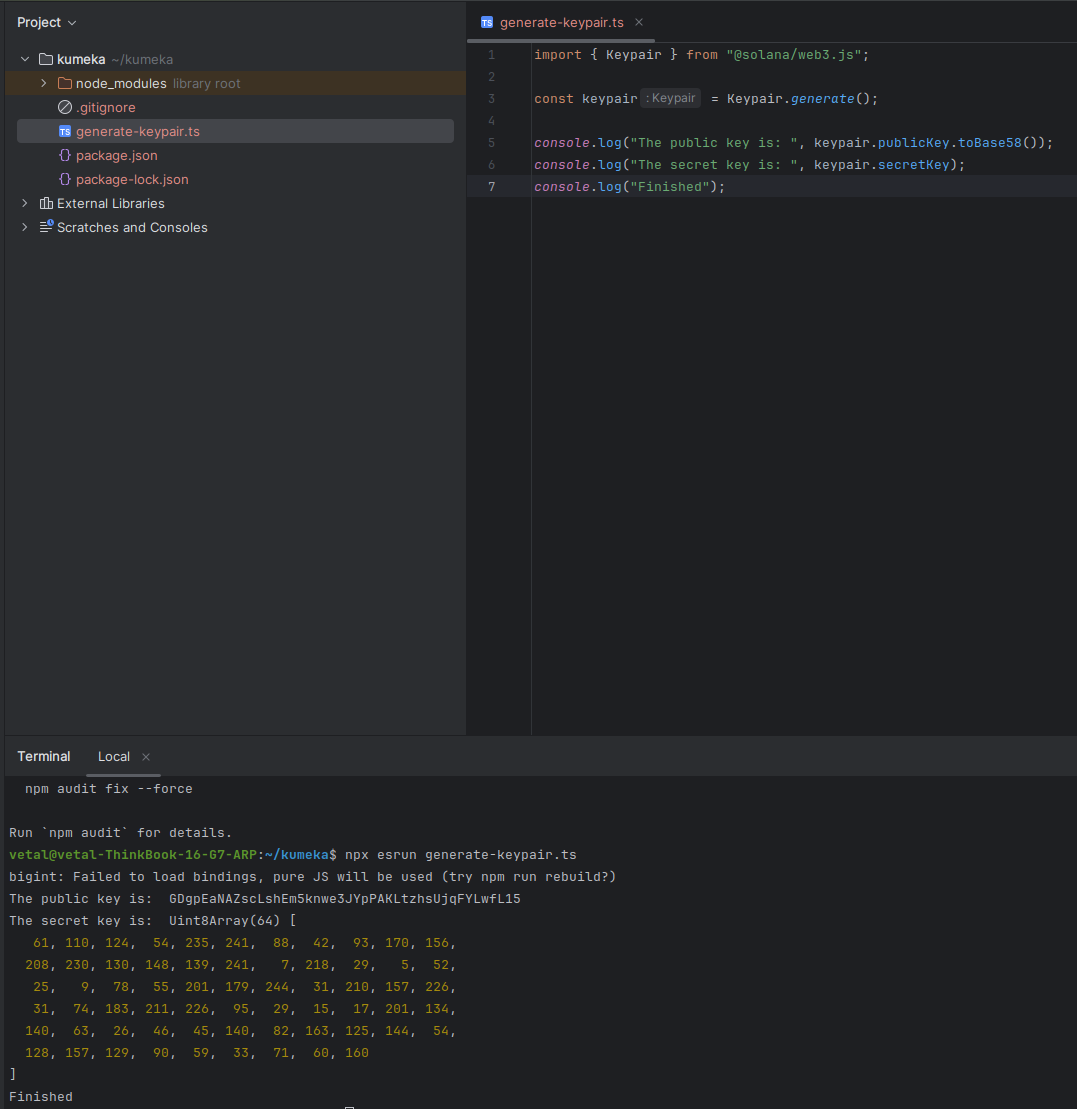 Project
kumeka ~/kumeka
node_modules library root
.gitignore
TS generate-keypair.ts
{} package.json
{} package-lock.json
External Libraries
Scratches and Consoles
TS generate-keypair.ts
1 import { Keypair } from "@solana/web3.js";
2
3 const keypair : Keypair = Keypair.generate();
4
5 console.log("The public key is: ", keypair.publicKey.toBase58());
6 console.log("The secret key is: ", keypair.secretKey);
7 console.log("Finished");
Terminal Local
npm audit fix --force
Run `npm audit` for details.
vetal@vetal-ThinkBook-16-G7-ARP:~/kumeka$ npx esrun generate-keypair.ts
bigint: Failed to load bindings, pure JS will be used (try npm run rebuild?)
The public key is:  GDgpEaNAZscLshEm5knwe3JYpPAKLtzhsUjqFYLwfL15
The secret key is:  Uint8Array(64) [
61, 110, 124, 54, 235, 241, 88, 42, 93, 170, 156,
208, 230, 130, 148, 139, 241, 7, 218, 29, 5, 52,
25, 9, 78, 55, 201, 179, 244, 31, 210, 157, 226,
31, 74, 183, 211, 226, 95, 29, 15, 17, 201, 134,
140, 63, 26, 46, 45, 140, 82, 163, 125, 144, 54,
128, 157, 129, 90, 59, 33, 71, 60, 160
]
Finished